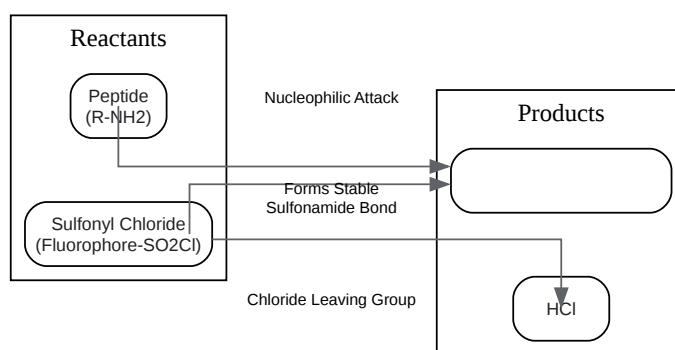 Reactants
Peptide
(R-NH2)
Nucleophilic Attack
Products
Forms Stable
Sulfonamide Bond
Sulfonyl Chloride
(Fluorophore-SO2Cl)
Chloride Leaving Group
HCl